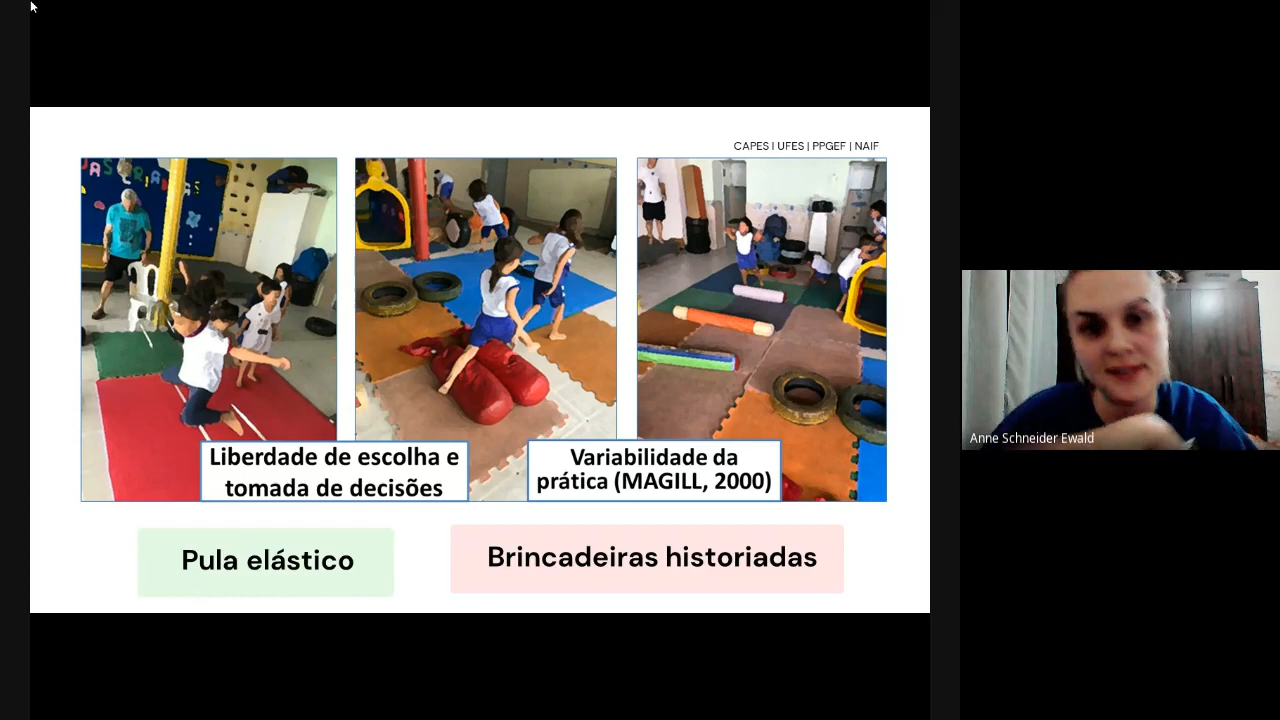 CAPES I UFES | PPGEF | NAIF
Liberdade de escolha e
tomada de decisões
Variabilidade da
prática (MAGILL, 2000)
Pula elástico
Brincadeiras historiadas
Anne Schneider Ewald